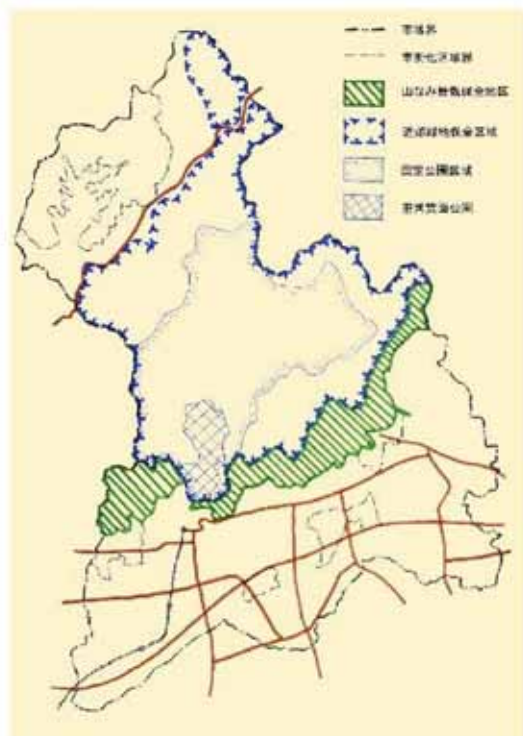 市域界
市街化区域界
山なみ景観保全地区
近郊緑地保全区域
国定公園区域